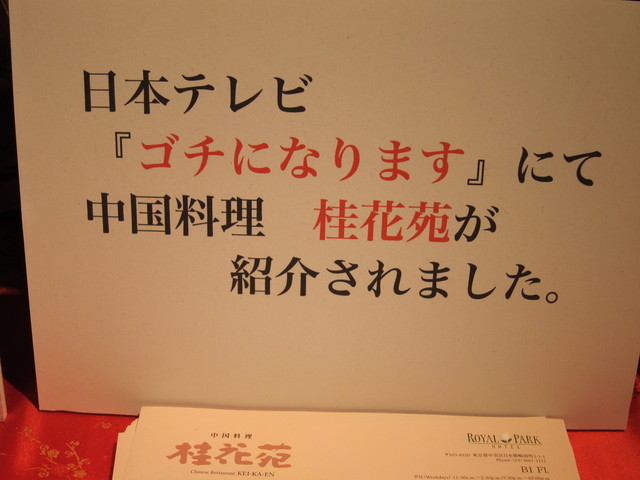 日本テレビ
『ゴチになります』にて
中国料理 桂花苑が
紹介されました。
中国料理
桂花苑
Chinese Restaurant KEI-KA-EN
ROYAL PARK
HOTEL
B1 FL